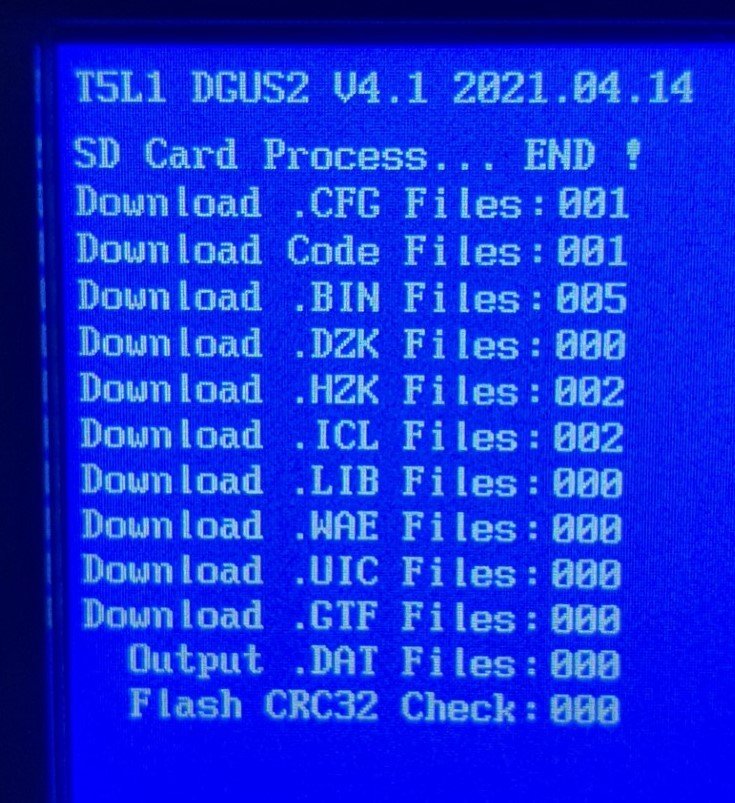 T5L1 DGUS2 V4.1 2021.04.14
SD Card Process... END !
Download .CFG Files:001
Download Code Files:001
Download .BIN Files:005
Download .DZK Files:000
Download .HZK Files:002
Download .ICL Files:002
Download .LIB Files:000
Download .WAE Files:000
Download .UIC Files:000
Download .GTF Files:000
Output .DAT Files:000
Flash CRC32 Check:000